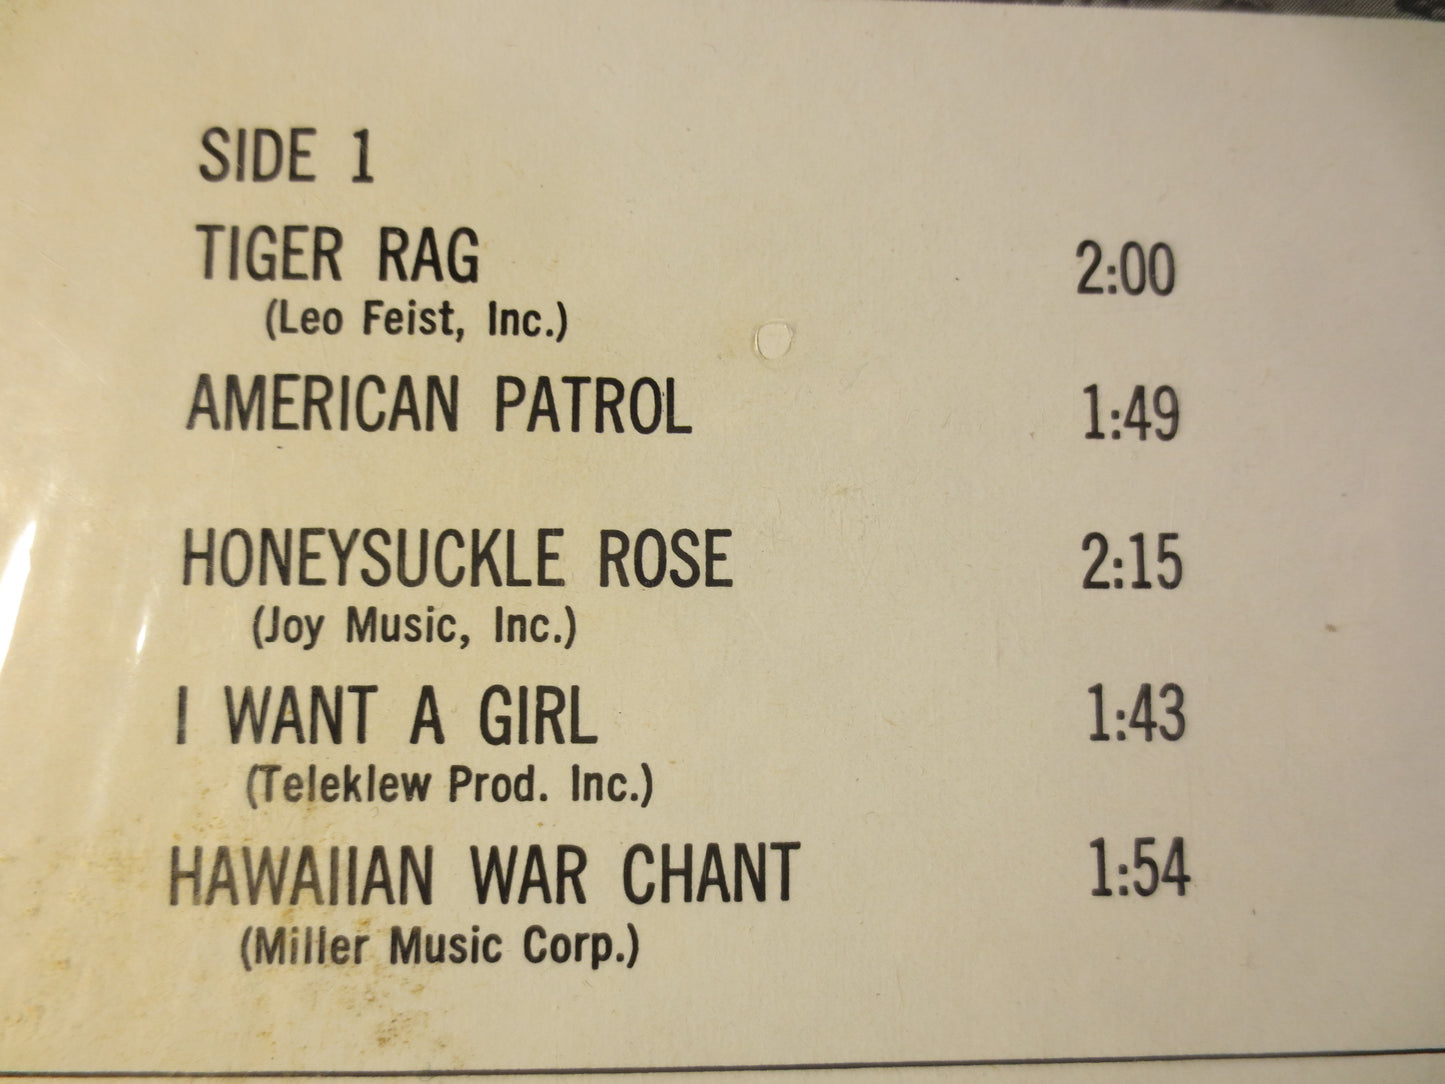 SIDE 1
TIGER RAG 2:00
(Leo Feist, Inc.)
AMERICAN PATROL 1:49
HONEYSUCKLE ROSE 2:15
(Joy Music, Inc.)
I WANT A GIRL 1:43
(Teleklew Prod. Inc.)
HAWAIIAN WAR CHANT 1:54
(Miller Music Corp.)